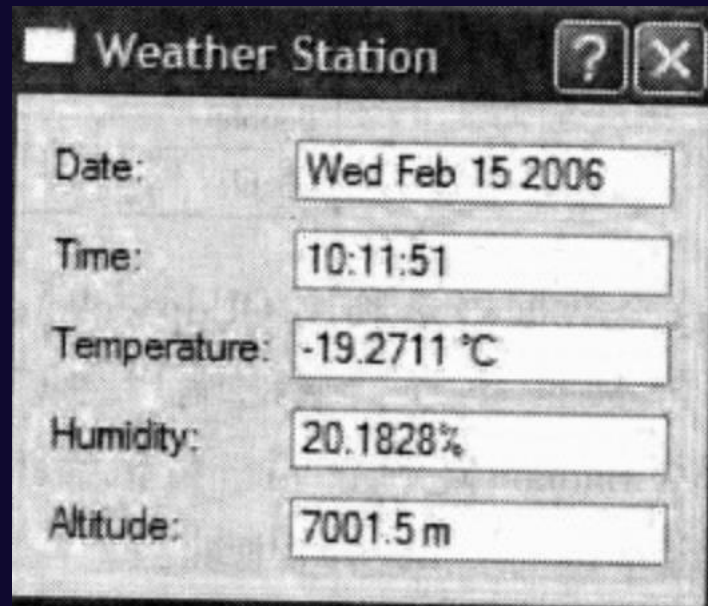 Weather Station ? X
Date: Wed Feb 15 2006
Time: 10:11:51
Temperature: -19.2711 °C
Humidity: 20.1828%
Altitude: 7001.5 m